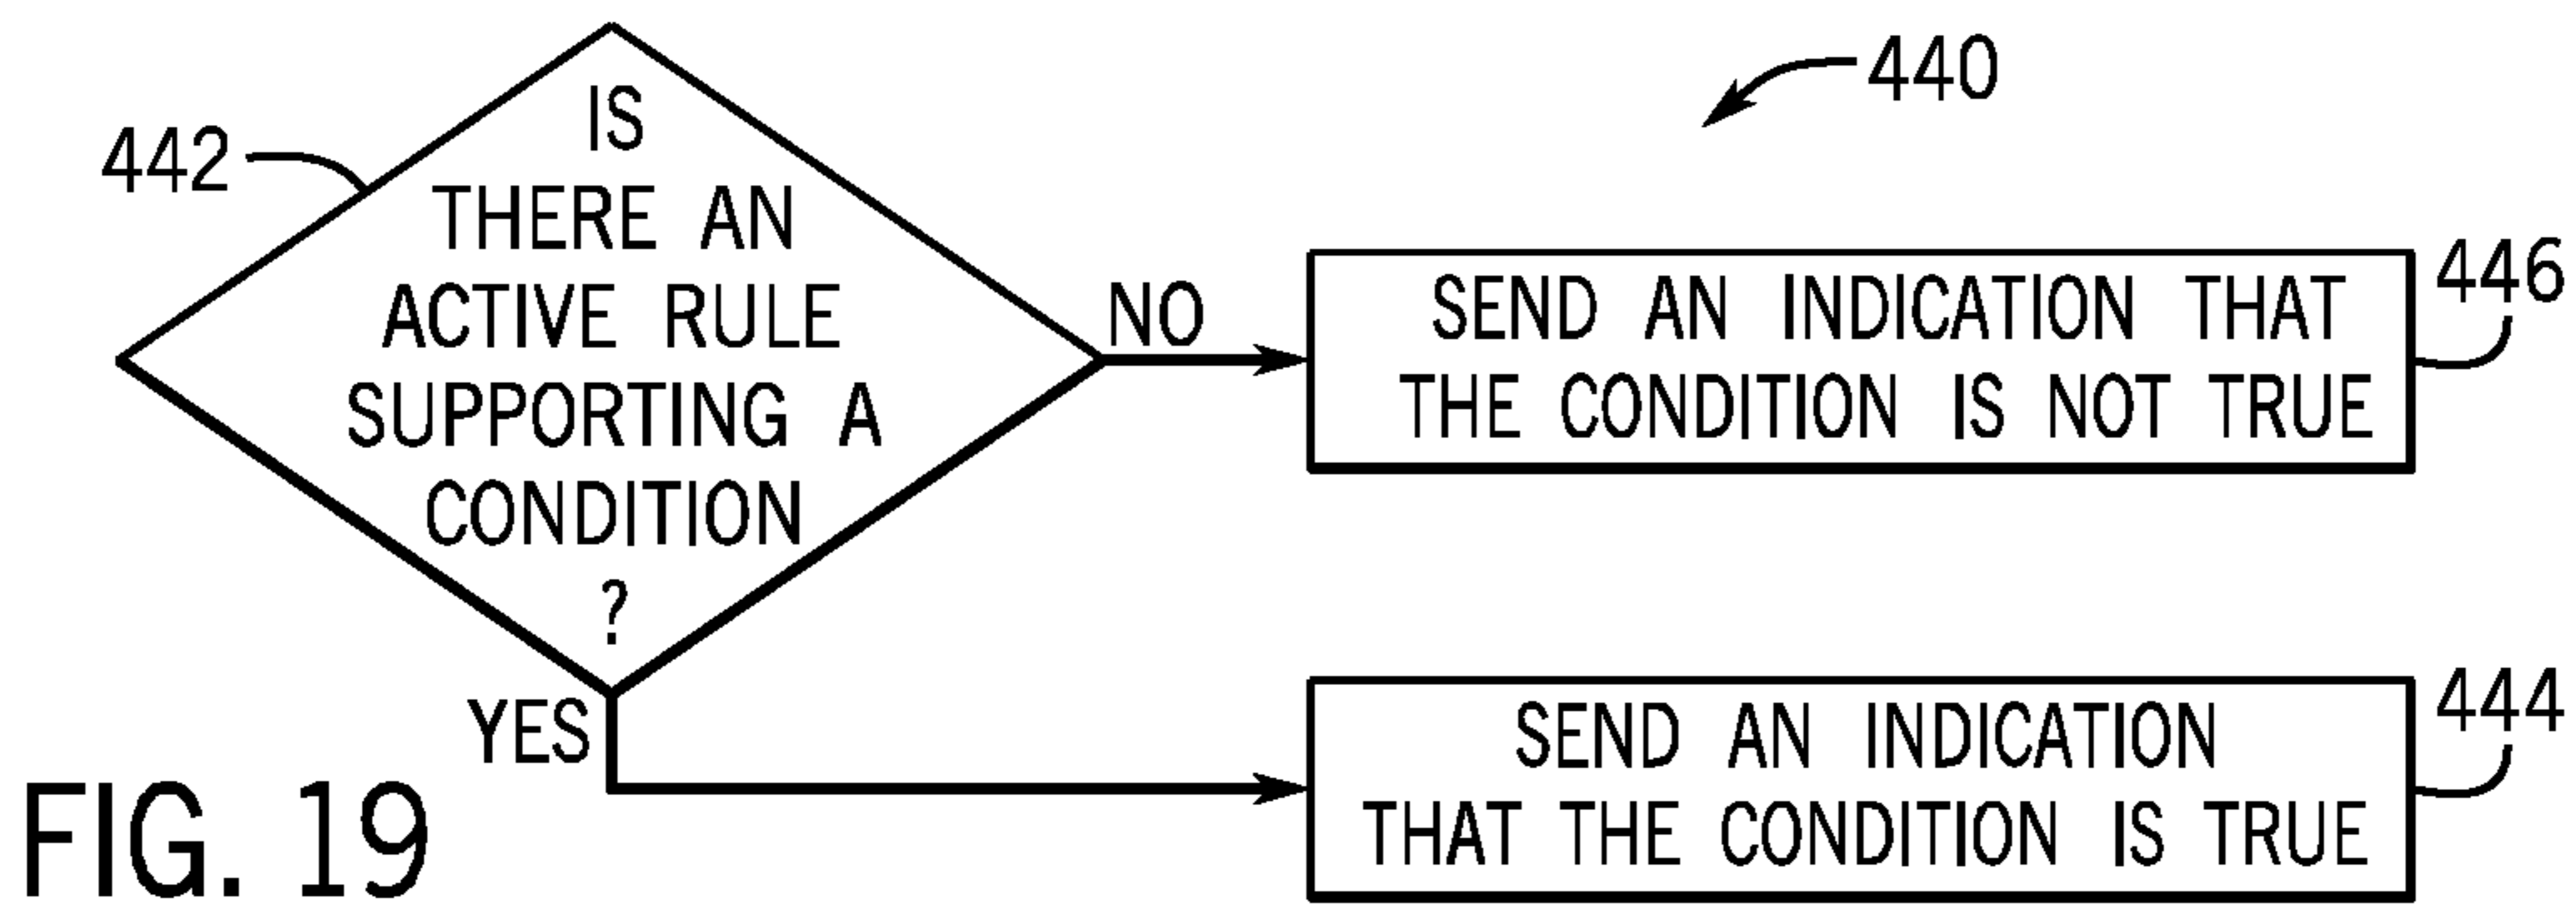 440
442
IS
THERE AN
ACTIVE RULE
SUPPORTING A
CONDITION
?
NO
SEND AN INDICATION THAT
THE CONDITION IS NOT TRUE
446
YES
SEND AN INDICATION
THAT THE CONDITION IS TRUE
444
FIG. 19